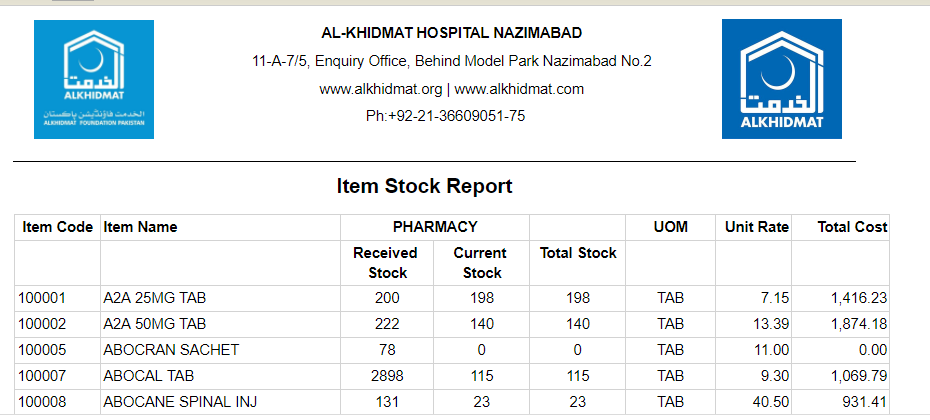 AL-KHIDMAT HOSPITAL NAZIMABAD
11-A-7/5, Enquiry Office, Behind Model Park Nazimabad No.2
www.alkhidmat.org | www.alkhidmat.com
Ph:+92-21-36609051-75
الخدمت
ALKHIDMAT
الخدمت فاؤنڈیشن پاکستان
ALKHIDMAT FOUNDATION PAKISTAN
الخدمت
ALKHIDMAT
Item Stock Report
Item Code Item Name PHARMACY UOM Unit Rate Total Cost
Received Stock Current Stock Total Stock
100001 A2A 25MG TAB 200 198 198 TAB 7.15 1,416.23
100002 A2A 50MG TAB 222 140 140 TAB 13.39 1,874.18
100005 ABOCRAN SACHET 78 0 0 TAB 11.00 0.00
100007 ABOCAL TAB 2898 115 115 TAB 9.30 1,069.79
100008 ABOCANE SPINAL INJ 131 23 23 TAB 40.50 931.41